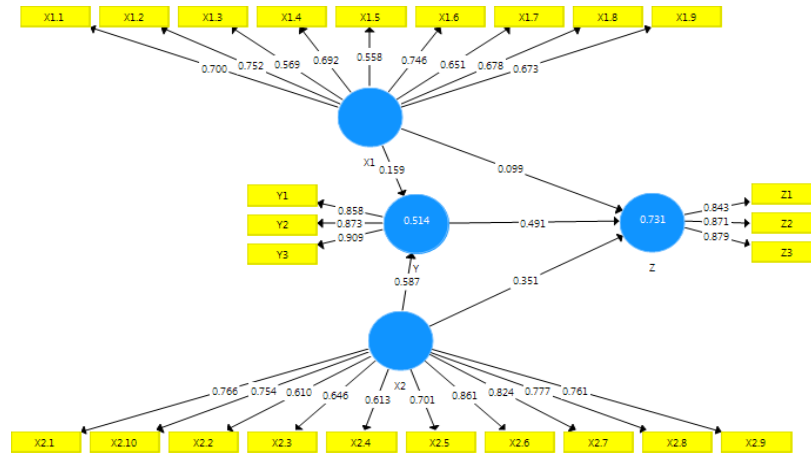 X1.1 X1.2 X1.3 X1.4 X1.5 X1.6 X1.7 X1.8 X1.9
0.700 0.752 0.569 0.692 0.558 0.746 0.651 0.678 0.673
X1
0.159 0.099
Y1 0.858
Y2 0.873
Y3 0.909
0.514
Y
0.491
0.731
Z
0.843 Z1
0.871 Z2
0.879 Z3
0.587 0.351
X2
0.766 0.754 0.610 0.646 0.613 0.701 0.861 0.824 0.777 0.761
X2.1 X2.10 X2.2 X2.3 X2.4 X2.5 X2.6 X2.7 X2.8 X2.9